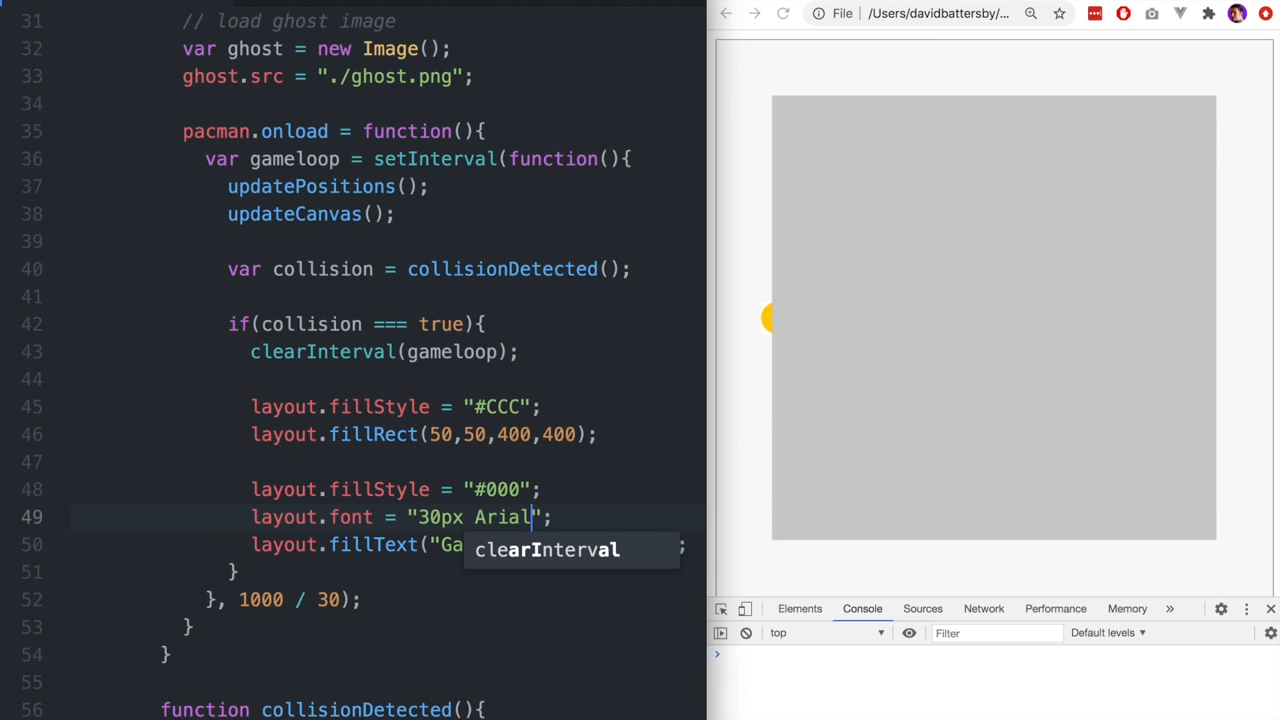 31 // load ghost image
32 var ghost = new Image();
33 ghost.src = "./ghost.png";
34
35 pacman.onload = function(){
36 var gameloop = setInterval(function(){
37 updatePositions();
38 updateCanvas();
39
40 var collision = collisionDetected();
41
42 if(collision === true){
43 clearInterval(gameloop);
44
45 layout.fillStyle = "#CCC";
46 layout.fillRect(50,50,400,400);
47
48 layout.fillStyle = "#000";
49 layout.font = "30px Arial";
50 layout.fillText("Ga ;
clearInterval
51 }
52 }, 1000 / 30);
53 }
54 }
55
56 function collisionDetected(){
File /Users/davidbattersby/...
Elements Console Sources Network Performance Memory »
top Filter Default levels